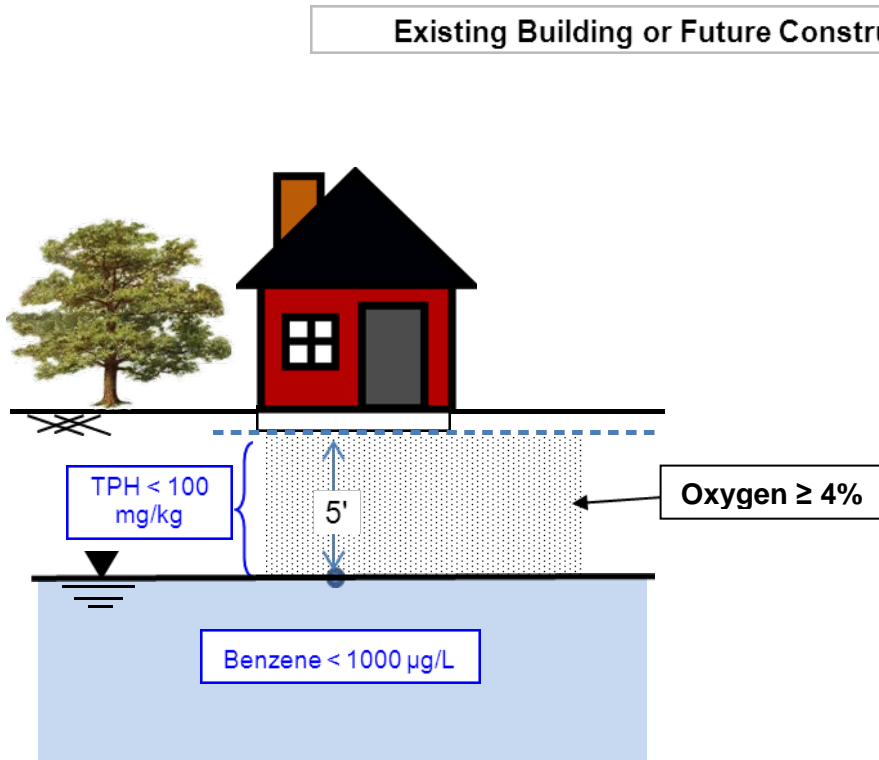 Existing Building or Future Constru
TPH < 100
mg/kg
5'
Oxygen ≥ 4%
Benzene < 1000 µg/L